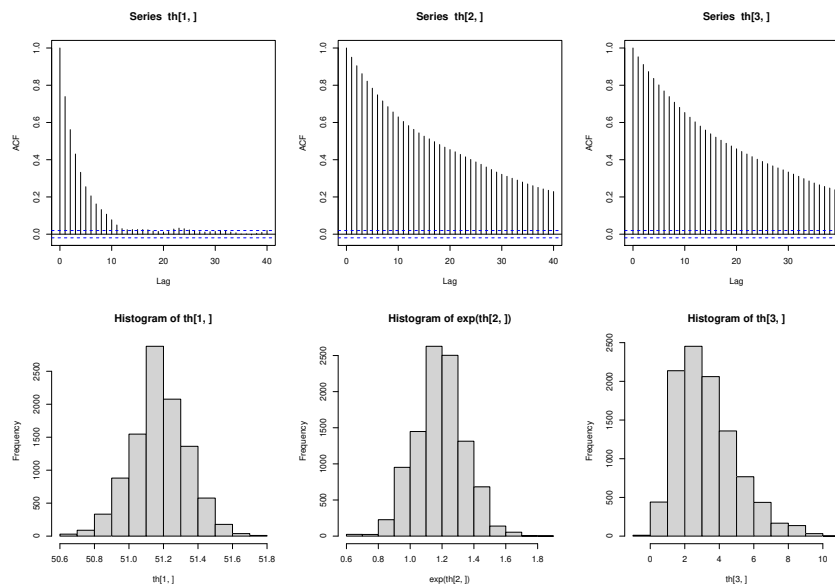 Series th[1, ]
Series th[2, ]
Series th[3, ]
ACF
0.0 0.2 0.4 0.6 0.8 1.0
0 10 20 30 40
Lag
ACF
0.0 0.2 0.4 0.6 0.8 1.0
0 10 20 30 40
Lag
ACF
0.0 0.2 0.4 0.6 0.8 1.0
0 10 20 30
Lag
Histogram of th[1, ]
Histogram of exp(th[2, ])
Histogram of th[3, ]
Frequency
0 500 1000 1500 2000 2500
50.6 50.8 51.0 51.2 51.4 51.6 51.8
th[1, ]
Frequency
0 500 1000 1500 2000 2500
0.6 0.8 1.0 1.2 1.4 1.6 1.8
exp(th[2, ])
Frequency
0 500 1000 1500 2000 2500
0 2 4 6 8 10
th[3, ]